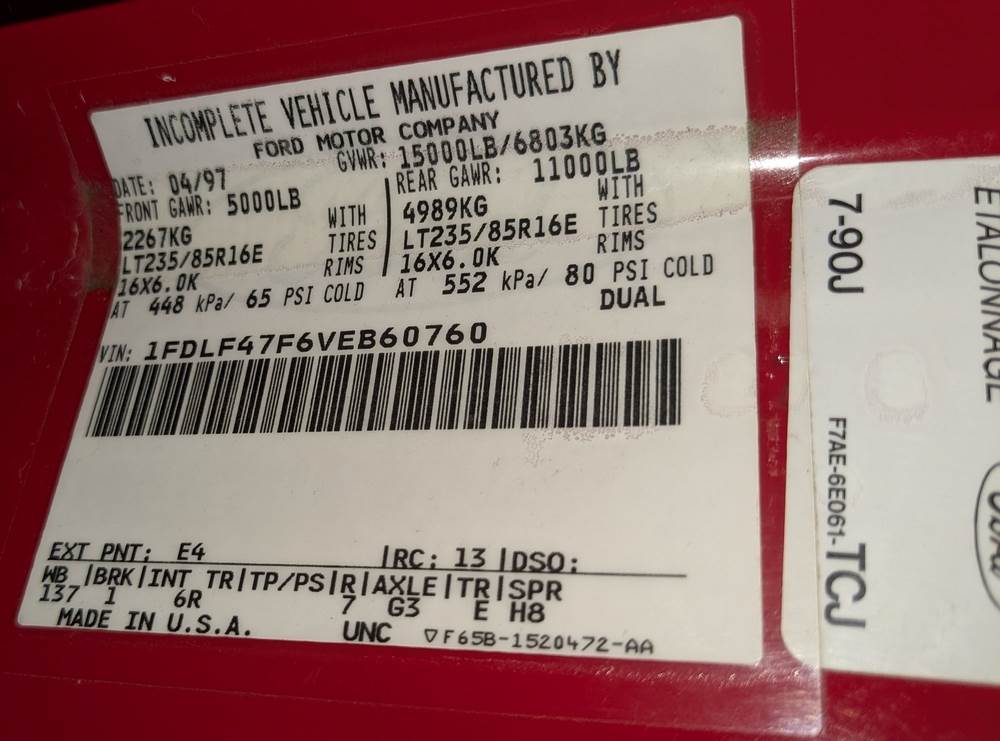 INCOMPLETE VEHICLE MANUFACTURED BY
FORD MOTOR COMPANY
DATE: 04/97 GVWR: 15000LB/6803KG
FRONT GAWR: 5000LB REAR GAWR: 11000LB
2267KG WITH 4989KG WITH
LT235/85R16E TIRES LT235/85R16E TIRES
16X6.0K RIMS 16X6.0K RIMS
AT 448 kPa/ 65 PSI COLD AT 552 kPa/ 80 PSI COLD
DUAL
VIN: 1FDLF47F6VEB60760
EXT PNT: E4 |RC: 13 |DSO:
WB |BRK|INT TR|TP/PS|R|AXLE|TR|SPR
137 1 6R 7 G3 E H8
MADE IN U.S.A. UNC ▽F65B-1520472-AA
ETALONNAGE
7-90J
F7AE-6E061-TCJ
Ford